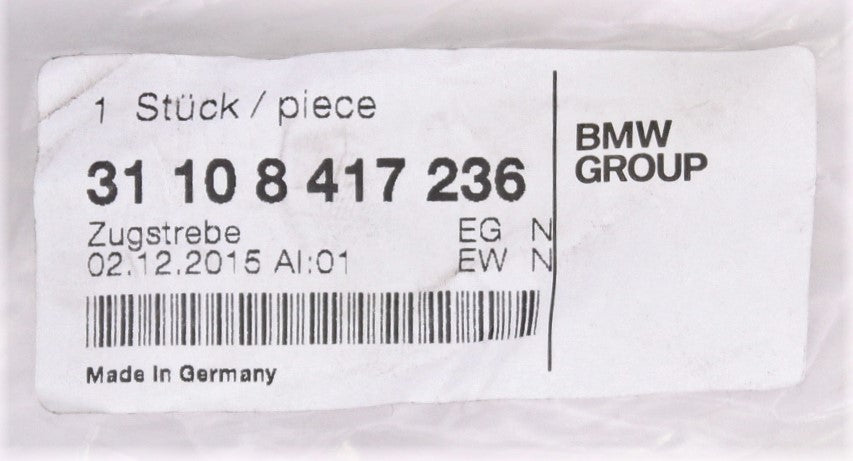 1 Stück / piece
31 10 8 417 236
Zugstrebe EG N
02.12.2015 AI:01 EW N
Made In Germany
BMW
GROUP